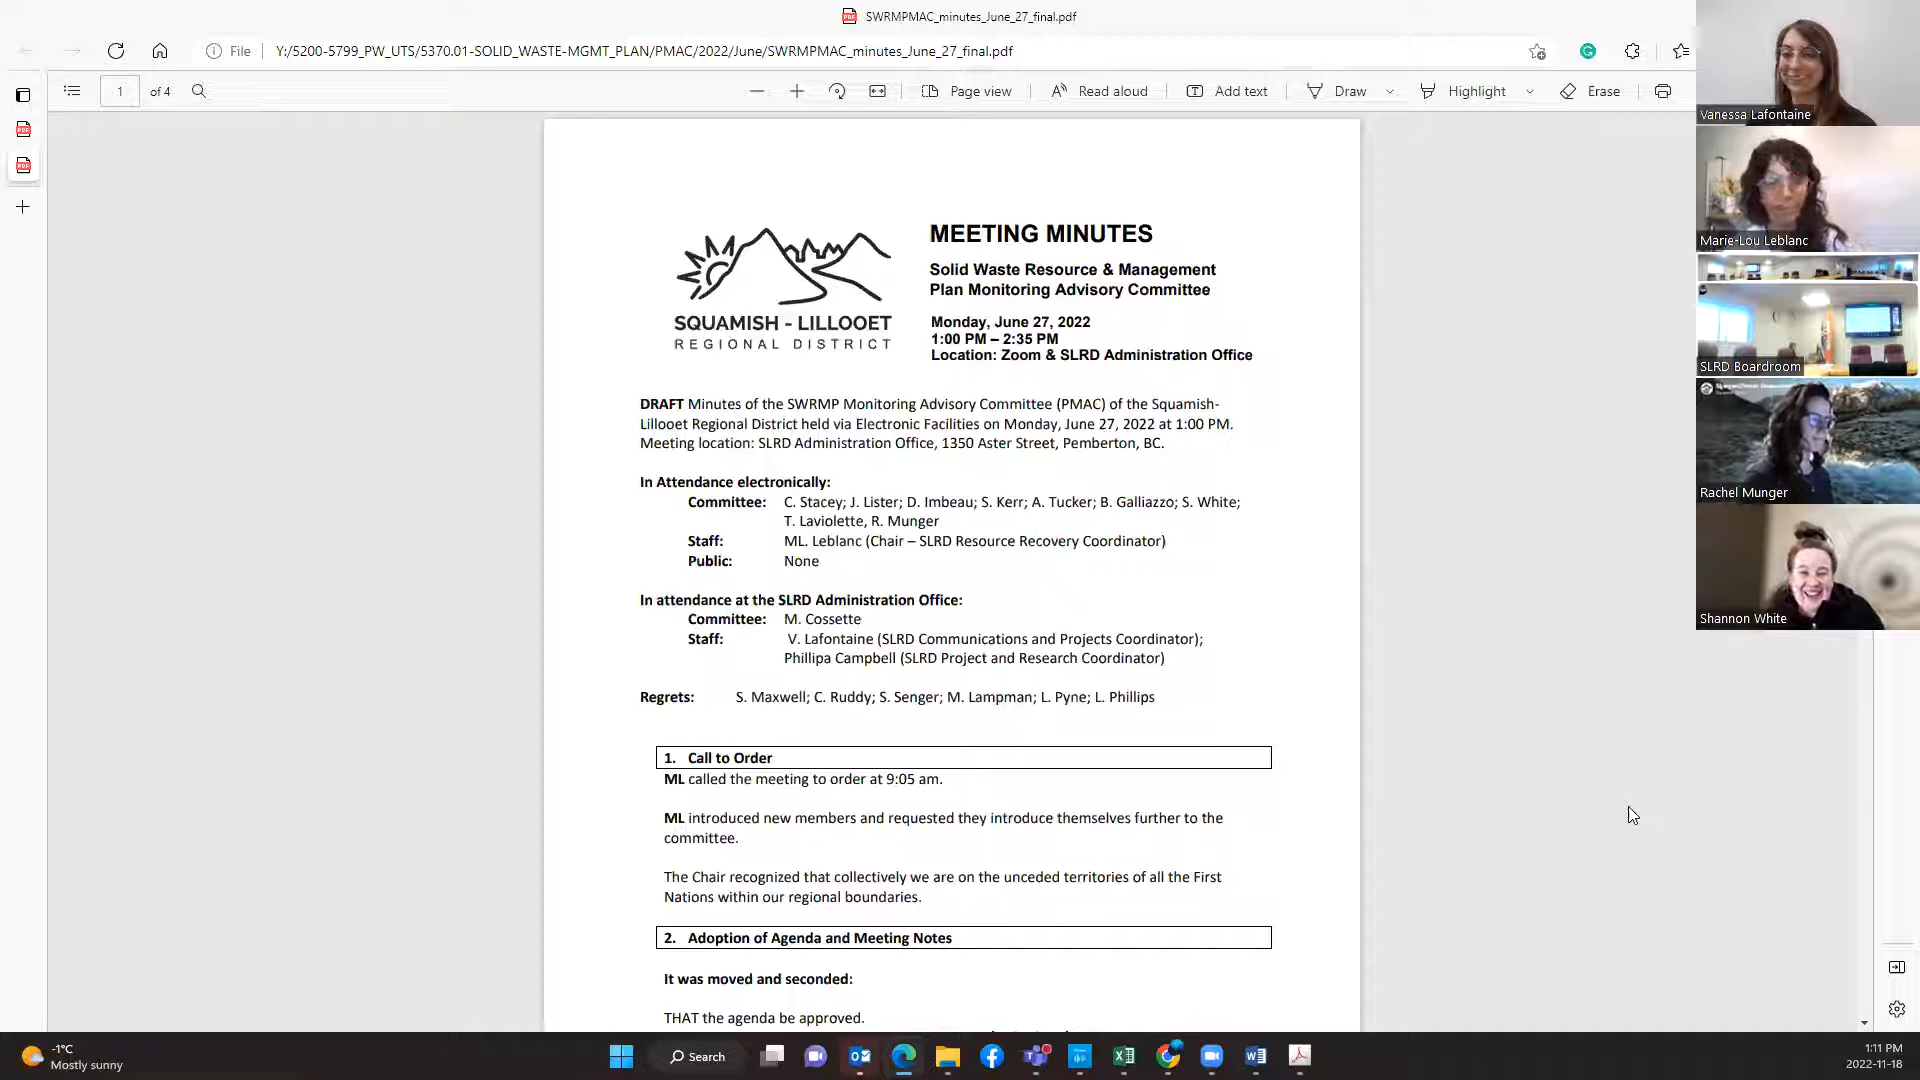 SWRMPMAC_minutes_June_27_final.pdf
File
Y:/5200-5799_PW_UTS/5370.01-SOLID_WASTE-MGMT_PLAN/PMAC/2022/June/SWRMPMAC_minutes_June_27_final.pdf
1 of 4
Page view
Read aloud
Add text
Draw
Highlight
Erase
SQUAMISH - LILLOOET
REGIONAL DISTRICT
MEETING MINUTES
Solid Waste Resource & Management
Plan Monitoring Advisory Committee
Monday, June 27, 2022
1:00 PM – 2:35 PM
Location: Zoom & SLRD Administration Office
DRAFT Minutes of the SWRMP Monitoring Advisory Committee (PMAC) of the Squamish-
Lillooet Regional District held via Electronic Facilities on Monday, June 27, 2022 at 1:00 PM.
Meeting location: SLRD Administration Office, 1350 Aster Street, Pemberton, BC.
In Attendance electronically:
Committee: C. Stacey; J. Lister; D. Imbeau; S. Kerr; A. Tucker; B. Galliazzo; S. White;
T. Laviolette, R. Munger
Staff: ML. Leblanc (Chair – SLRD Resource Recovery Coordinator)
Public: None
In attendance at the SLRD Administration Office:
Committee: M. Cossette
Staff: V. Lafontaine (SLRD Communications and Projects Coordinator);
Phillipa Campbell (SLRD Project and Research Coordinator)
Regrets: S. Maxwell; C. Ruddy; S. Senger; M. Lampman; L. Pyne; L. Phillips
1. Call to Order
ML called the meeting to order at 9:05 am.
ML introduced new members and requested they introduce themselves further to the
committee.
The Chair recognized that collectively we are on the unceded territories of all the First
Nations within our regional boundaries.
2. Adoption of Agenda and Meeting Notes
It was moved and seconded:
THAT the agenda be approved.
Vanessa Lafontaine
Marie-Lou Leblanc
SLRD Boardroom
Rachel Munger
Shannon White
-1°C
Mostly sunny
Search
1:11 PM
2022-11-18